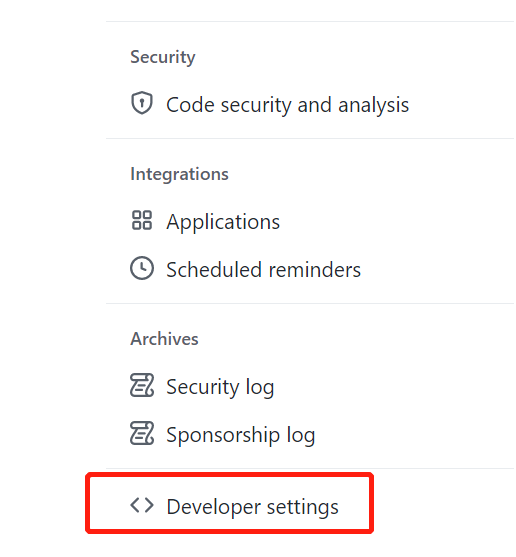 Security
Code security and analysis
Integrations
Applications
Scheduled reminders
Archives
Security log
Sponsorship log
Developer settings